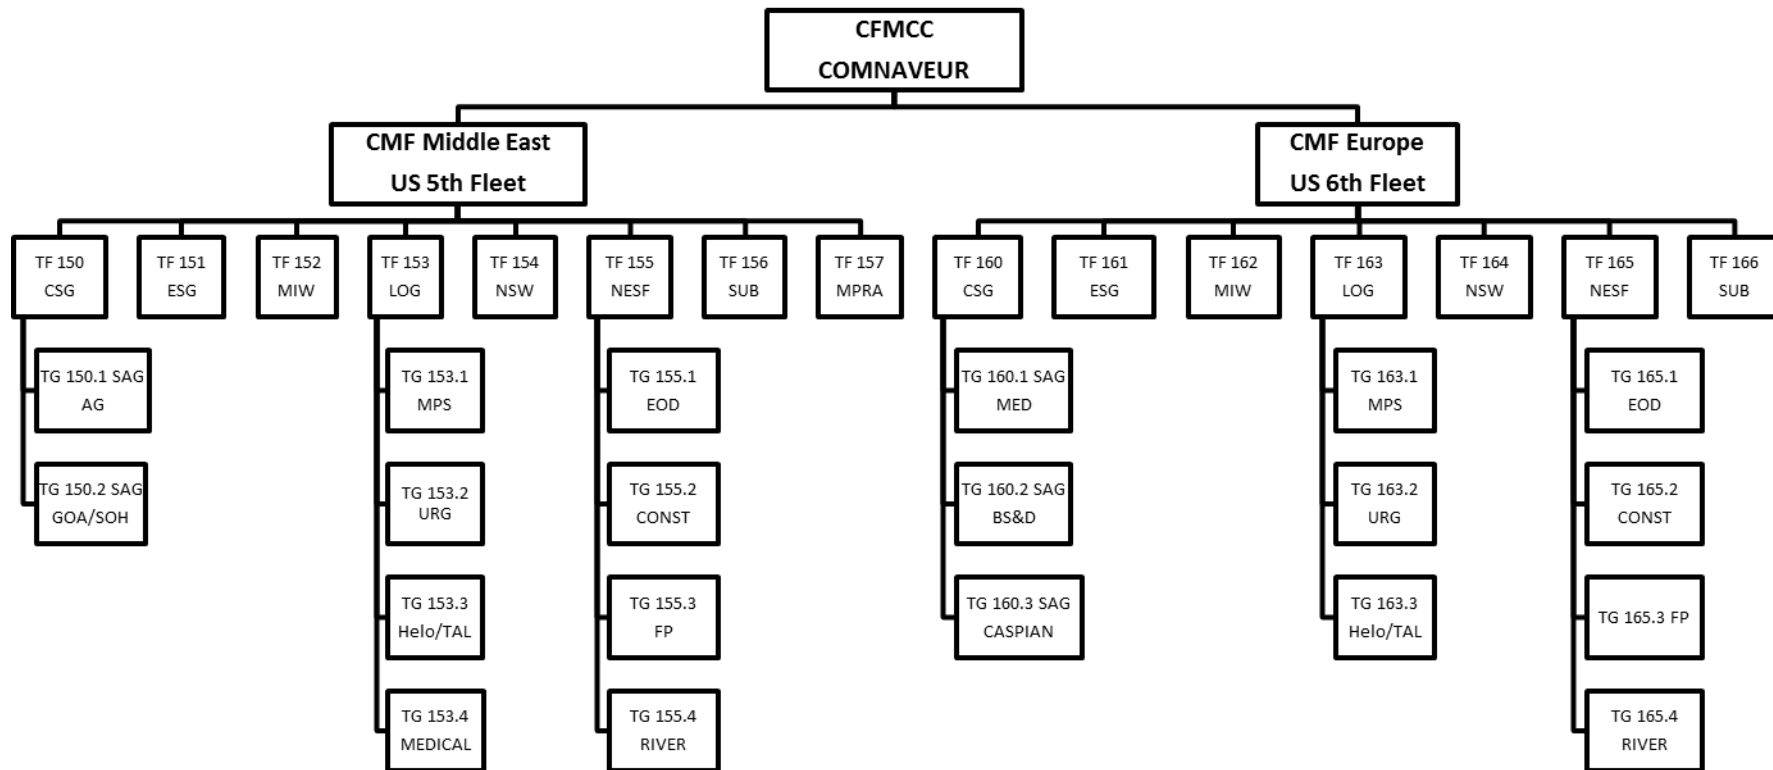 CFMCC
COMNAVEUR
CMF Middle East
US 5th Fleet
CMF Europe
US 6th Fleet
TF 150
CSG
TF 151
ESG
TF 152
MIW
TF 153
LOG
TF 154
NSW
TF 155
NESF
TF 156
SUB
TF 157
MPRA
TF 160
CSG
TF 161
ESG
TF 162
MIW
TF 163
LOG
TF 164
NSW
TF 165
NESF
TF 166
SUB
TG 150.1 SAG
AG
TG 153.1
MPS
TG 155.1
EOD
TG 160.1 SAG
MED
TG 163.1
MPS
TG 165.1
EOD
TG 150.2 SAG
GOA/SOH
TG 153.2
URG
TG 155.2
CONST
TG 160.2 SAG
BS&D
TG 163.2
URG
TG 165.2
CONST
TG 153.3
Helo/TAL
TG 155.3
FP
TG 160.3 SAG
CASPIAN
TG 163.3
Helo/TAL
TG 165.3 FP
TG 153.4
MEDICAL
TG 155.4
RIVER
TG 165.4
RIVER